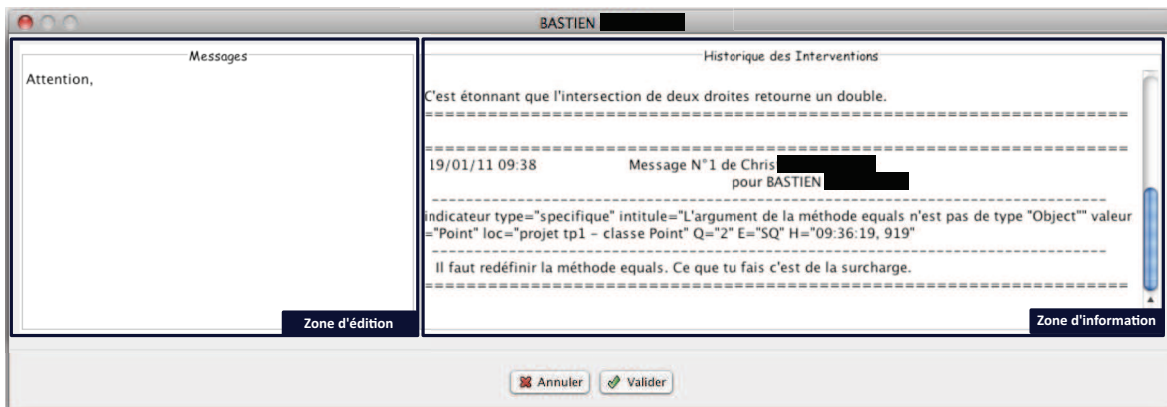 BASTIEN
Messages
Attention,
Zone d'édition
Historique des Interventions
C'est étonnant que l'intersection de deux droites retourne un double.
==================================================================
==================================================================
19/01/11 09:38 Message N°1 de Chris
pour BASTIEN
------------------------------------------------------------------
indicateur type="specifique" intitule="L'argument de la méthode equals n'est pas de type "Object"" valeur
="Point" loc="projet tp1 – classe Point" Q="2" E="SQ" H="09:36:19, 919"
------------------------------------------------------------------
Il faut redéfinir la méthode equals. Ce que tu fais c'est de la surcharge.
==================================================================
Zone d'information
Annuler
Valider